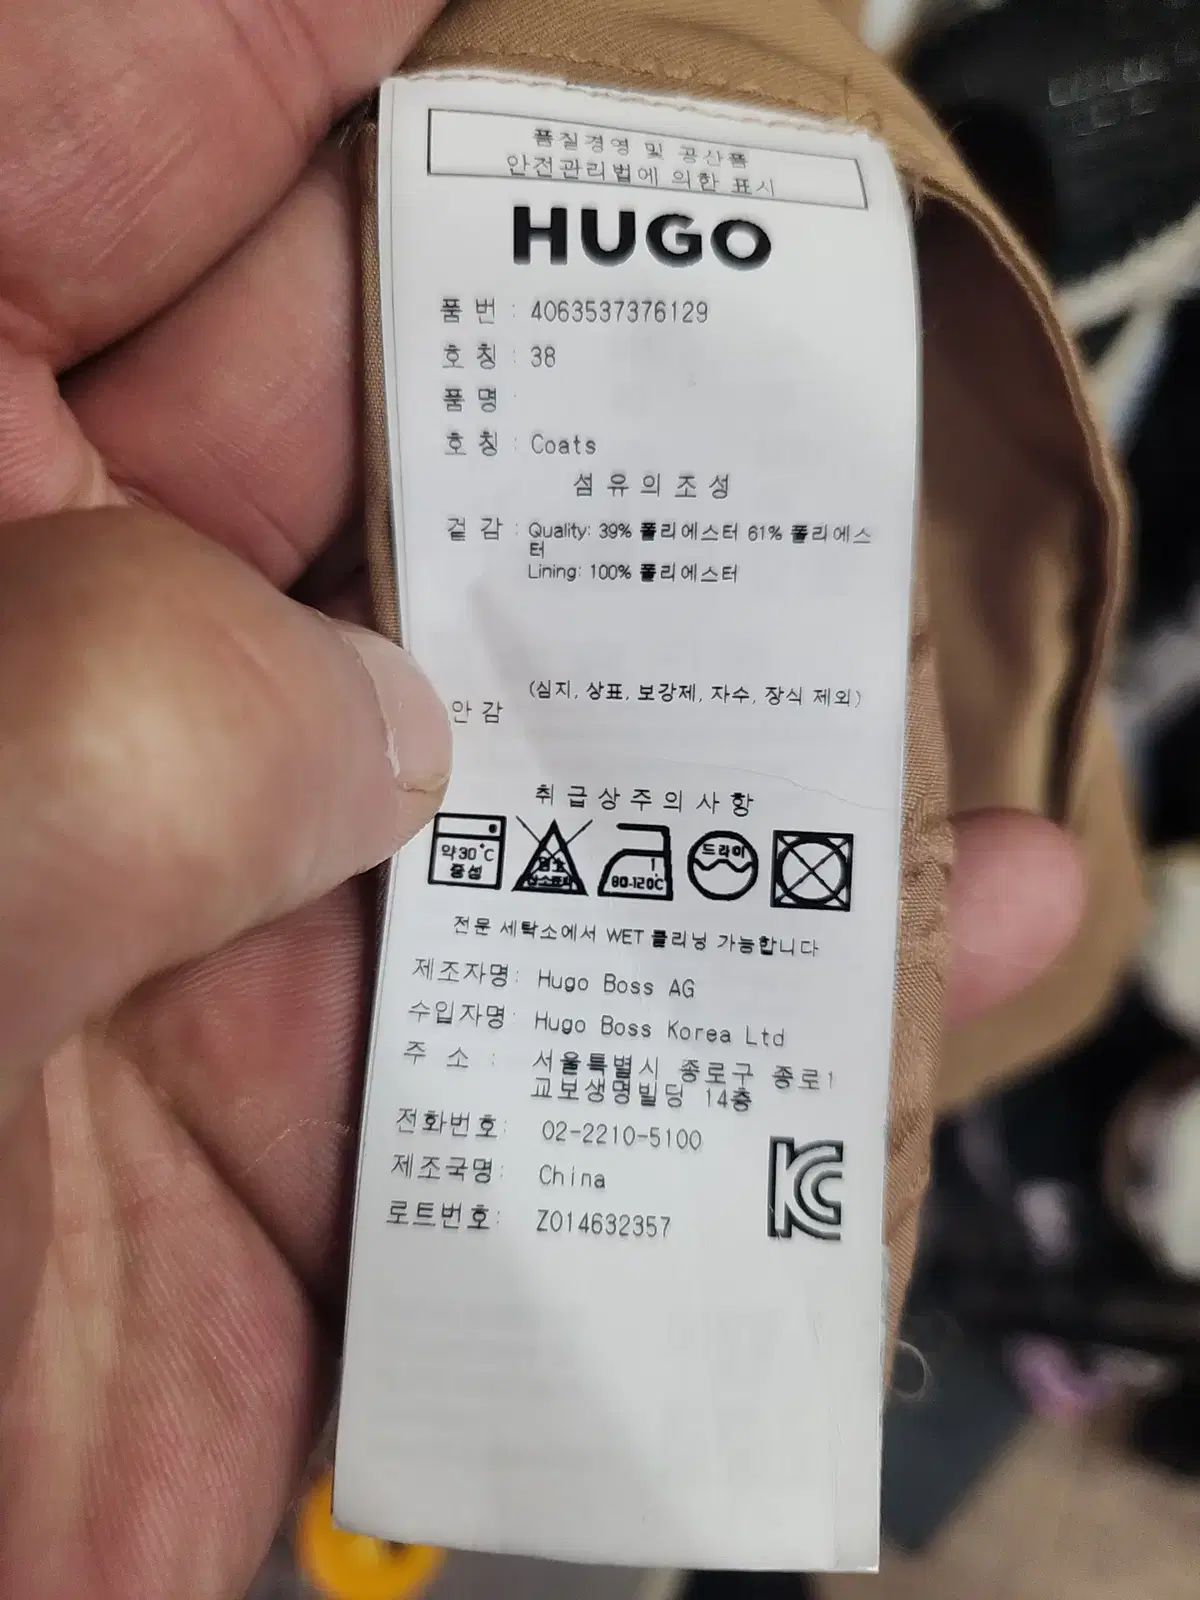 품질경영 및 공산품
안전관리법에 의한 표시
HUGO
품 번 : 4063537376129
호 칭 : 38
품 명 :
호 칭 : Coats
섬 유 의 조 성
겉 감 : Quality: 39% 폴리에스터 61% 폴리에스
터
Lining: 100% 폴리에스터
(심지, 상표, 보강제, 자수, 장식 제외)
안 감
취 급 상 주 의 사 항
약30˚C
중성
80-120C
드라이
전문 세탁소에서 WET 클리닝 가능합니다
제조자명: Hugo Boss AG
수입자명: Hugo Boss Korea Ltd
주 소 : 서울특별시 종로구 종로1
교보생명빌딩 14층
전화번호: 02-2210-5100
제조국명: China
로트번호: Z014632357